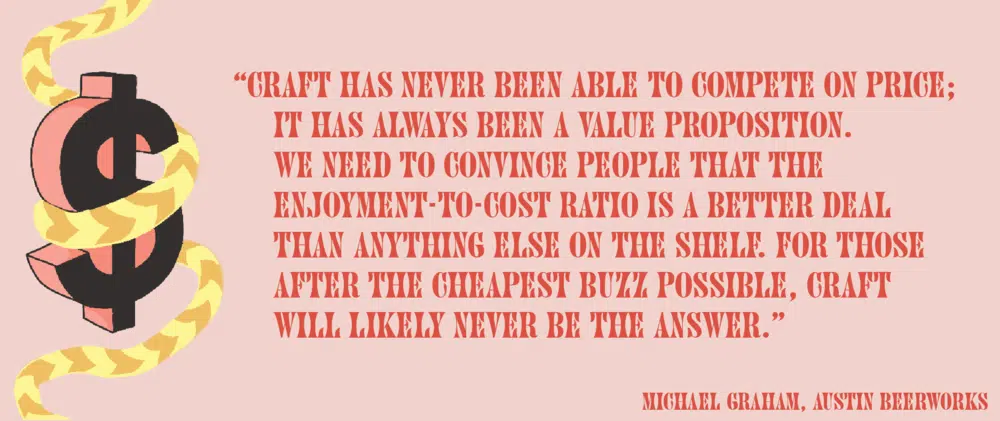 “CRAFT HAS NEVER BEEN ABLE TO COMPETE ON PRICE;
IT HAS ALWAYS BEEN A VALUE PROPOSITION.
WE NEED TO CONVINCE PEOPLE THAT THE
ENJOYMENT-TO-COST RATIO IS A BETTER DEAL
THAN ANYTHING ELSE ON THE SHELF. FOR THOSE
AFTER THE CHEAPEST BUZZ POSSIBLE, CRAFT
WILL LIKELY NEVER BE THE ANSWER.”
MICHAEL GRAHAM, AUSTIN BEERWORKS